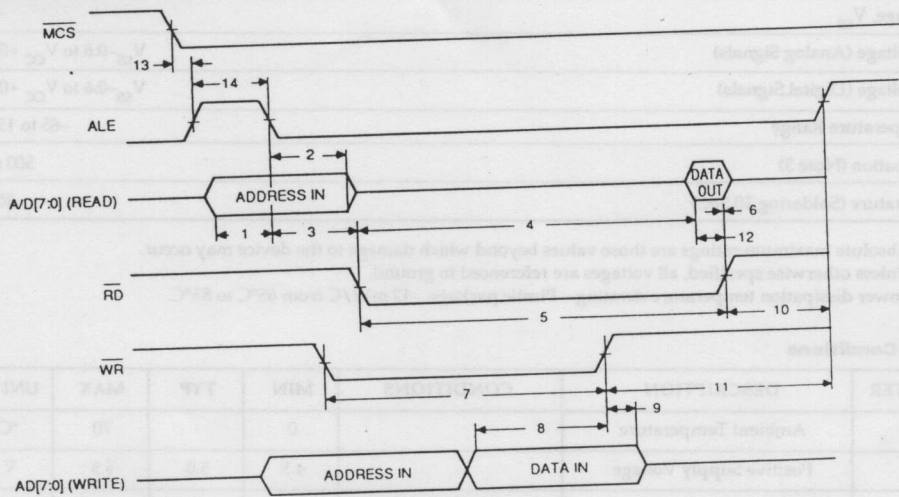 MCS
13
14
ALE
2
DATA
OUT
A/D[7:0] (READ)
ADDRESS IN
6
1
3
4
12
RD
5
10
WR
7
11
9
8
AD[7:0] (WRITE)
ADDRESS IN
DATA IN